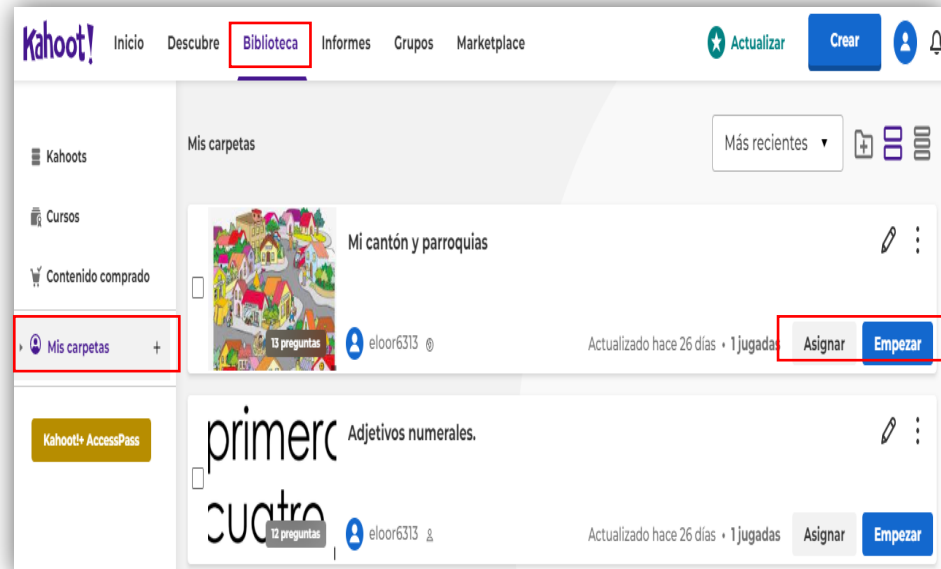 Kahoot! Inicio Descubre Biblioteca Informes Grupos Marketplace Actualizar Crear
Kahoots
Cursos
Contenido comprado
Mis carpetas +
Kahoot!+ AccessPass
Mis carpetas Más recientes
Mi cantón y parroquias
13 preguntas eloor6313 Actualizado hace 26 días • 1 jugadas Asignar Empezar
primero
cuatro
Adjetivos numerales.
12 preguntas eloor6313 Actualizado hace 26 días • 1 jugadas Asignar Empezar